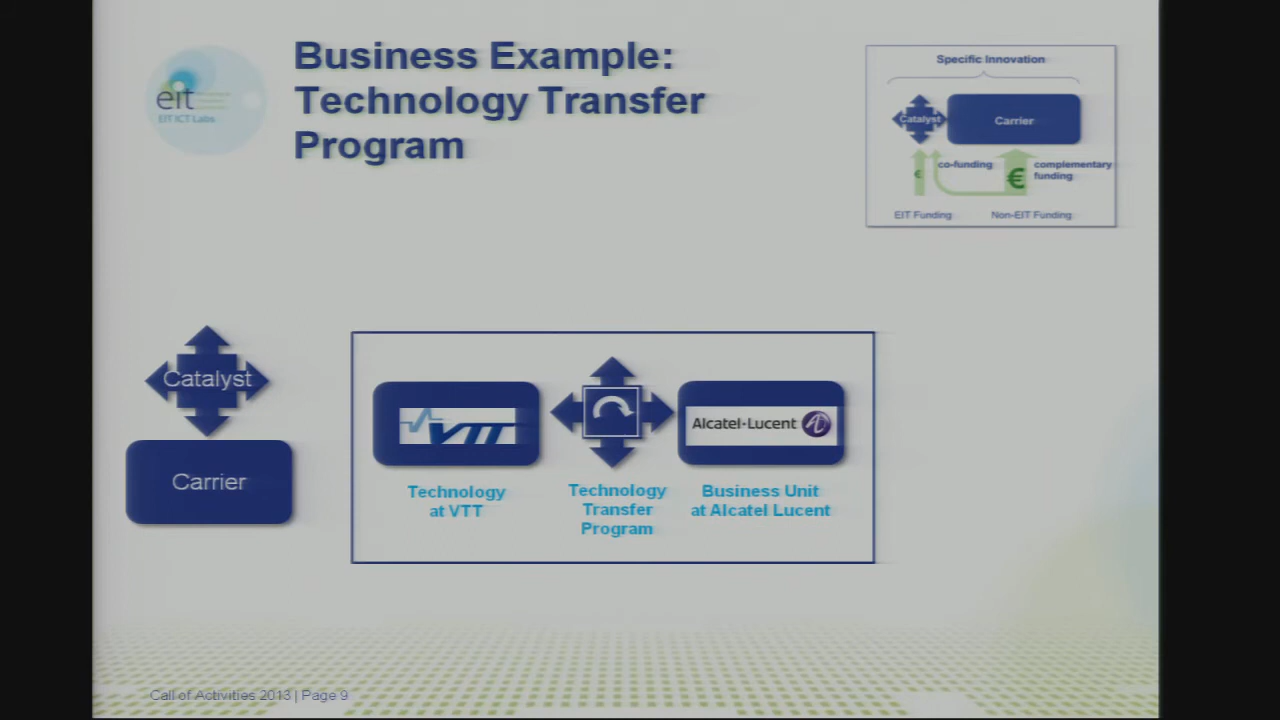 Business Example:
Technology Transfer
Program
eit
EIT ICT Labs
Specific Innovation
Catalyst
Carrier
co-funding
complementary
funding
€
€
EIT Funding
Non-EIT Funding
Catalyst
Carrier
VTT
Alcatel·Lucent
Technology
at VTT
Technology
Transfer
Program
Business Unit
at Alcatel Lucent
Call of Activities 2013 | Page 9